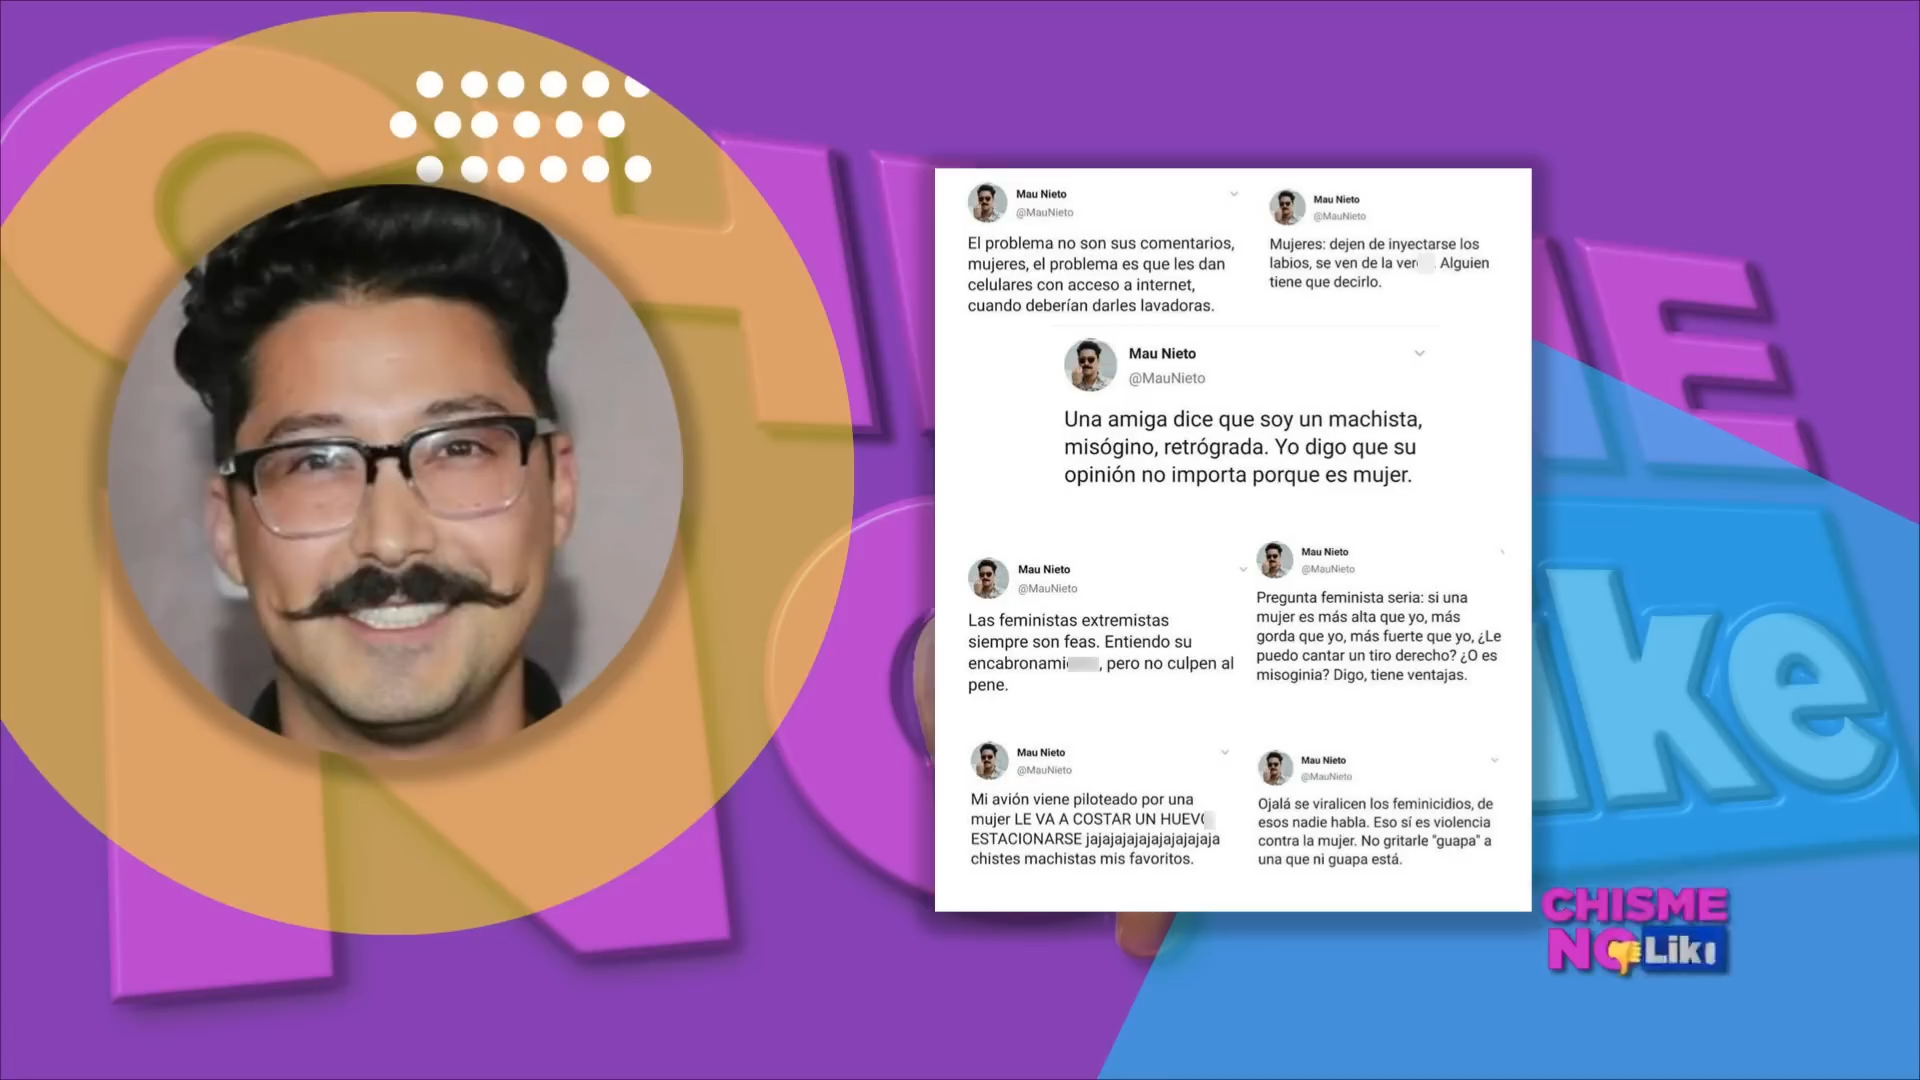 Mau Nieto
@MauNieto
El problema no son sus comentarios,
mujeres, el problema es que les dan
celulares con acceso a internet,
cuando deberían darles lavadoras.
Mau Nieto
@MauNieto
Mujeres: dejen de inyectarse los
labios, se ven de la ver . Alguien
tiene que decirlo.
Mau Nieto
@MauNieto
Una amiga dice que soy un machista,
misógino, retrógrada. Yo digo que su
opinión no importa porque es mujer.
Mau Nieto
@MauNieto
Las feministas extremistas
siempre son feas. Entiendo su
encabronami , pero no culpen al
pene.
Mau Nieto
@MauNieto
Pregunta feminista seria: si una
mujer es más alta que yo, más
gorda que yo, más fuerte que yo, ¿Le
puedo cantar un tiro derecho? ¿O es
misoginia? Digo, tiene ventajas.
Mau Nieto
@MauNieto
Mi avión viene piloteado por una
mujer LE VA A COSTAR UN HUEV
ESTACIONARSE jajajajajajajajajaja
chistes machistas mis favoritos.
Mau Nieto
@MauNieto
Ojalá se viralicen los feminicidios, de
esos nadie habla. Eso sí es violencia
contra la mujer. No gritarle "guapa" a
una que ni guapa está.
CHISME
NO Like